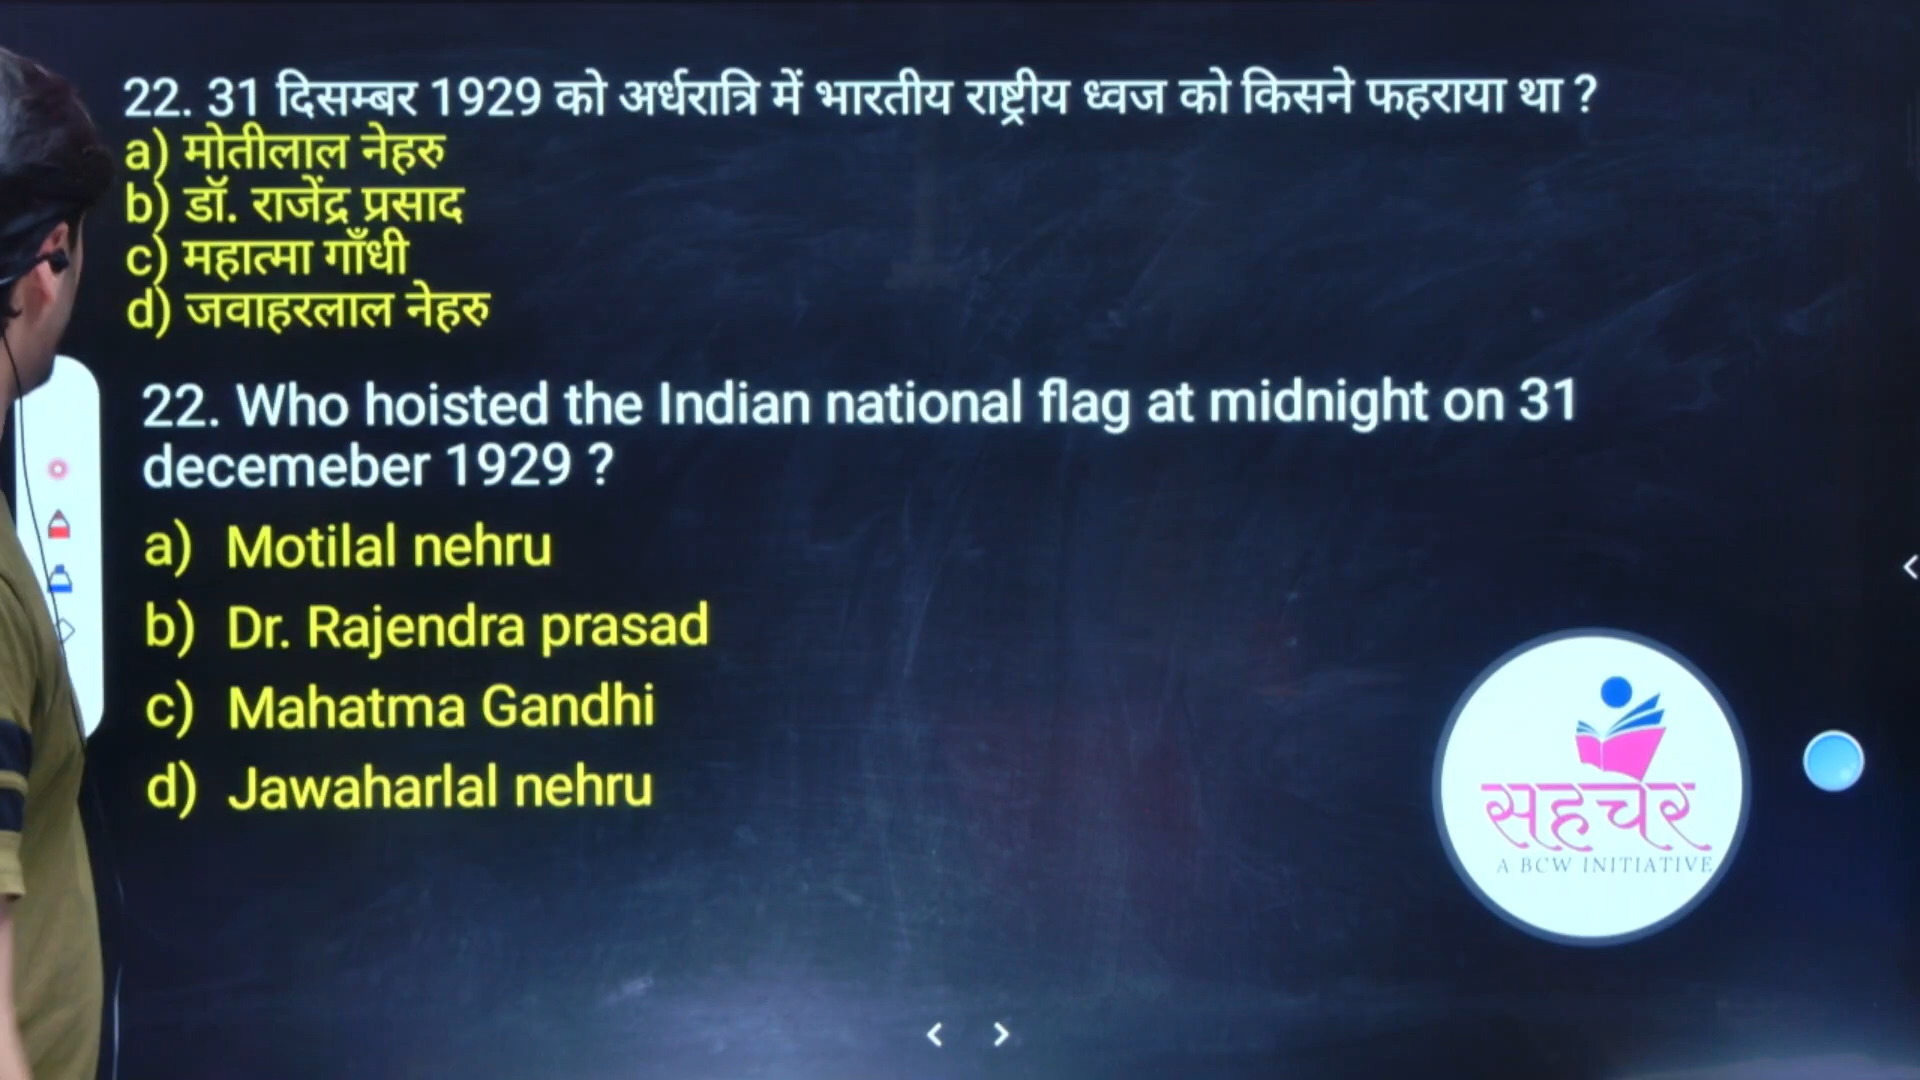 22. 31 दिसम्बर 1929 को अर्धरात्रि में भारतीय राष्ट्रीय ध्वज को किसने फहराया था ?
a) मोतीलाल नेहरु
b) डॉ. राजेंद्र प्रसाद
c) महात्मा गाँधी
d) जवाहरलाल नेहरु
22. Who hoisted the Indian national flag at midnight on 31
decemeber 1929 ?
a) Motilal nehru
b) Dr. Rajendra prasad
c) Mahatma Gandhi
d) Jawaharlal nehru
सहचर
A BCW INITIATIVE